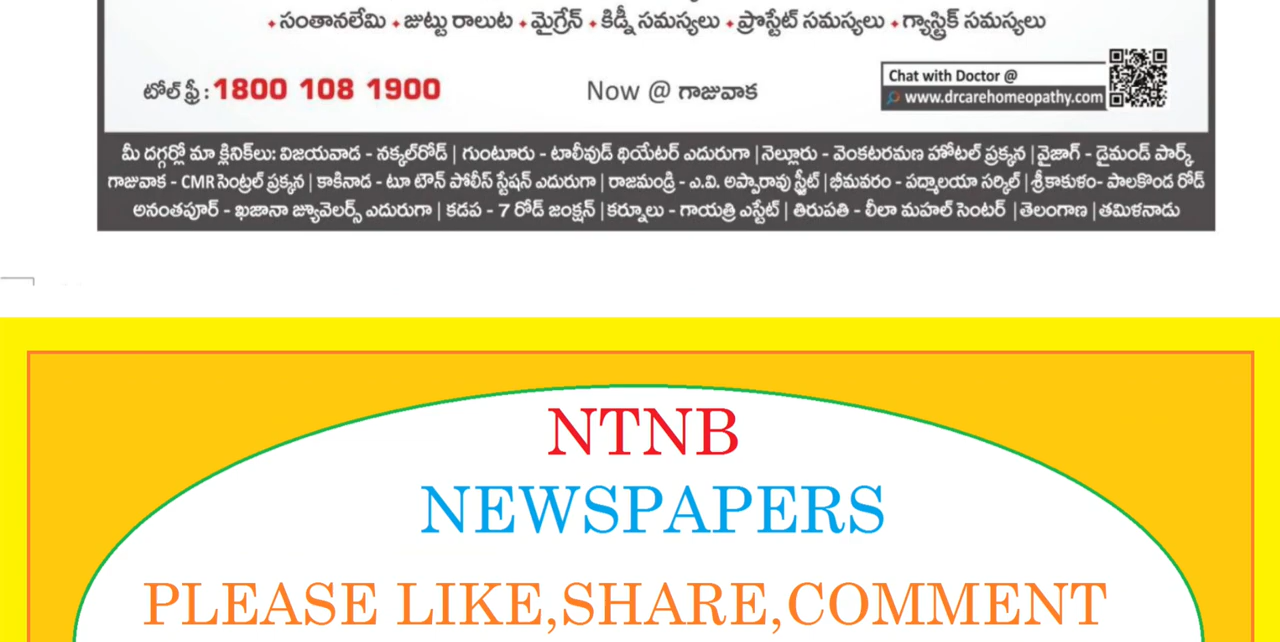 • సంతానలేమి • జుట్టు రాలుట • మైగ్రేన్ • కిడ్నీ సమస్యలు • ప్రొస్టేట్ సమస్యలు • గ్యాస్ట్రిక్ సమస్యలు
టోల్ ఫ్రీ : 1800 108 1900
Now @ గాజువాక
Chat with Doctor @
www.drcarehomeopathy.com
మీ దగ్గర్లో మా క్లినిక్‌లు: విజయవాడ - నక్కల్‌రోడ్ | గుంటూరు - టాలీవుడ్ థియేటర్ ఎదురుగా | నెల్లూరు - వెంకటరమణ హోటల్ ప్రక్కన | వైజాగ్ - డైమండ్ పార్క్
గాజువాక - CMR సెంట్రల్ ప్రక్కన | కాకినాడ - టూ టౌన్ పోలీస్ స్టేషన్ ఎదురుగా | రాజమండ్రి - ఎ.వి. అప్పారావు స్ట్రీట్ | భీమవరం - పద్మాలయా సర్కిల్ | శ్రీకాకుళం- పాలకొండ రోడ్
అనంతపూర్ - ఖజానా జ్యూవెలర్స్ ఎదురుగా | కడప - 7 రోడ్ జంక్షన్ | కర్నూలు - గాయత్రి ఎస్టేట్ | తిరుపతి - లీలా మహల్ సెంటర్ | తెలంగాణ | తమిళనాడు
NTNB
NEWSPAPERS
PLEASE LIKE,SHARE,COMMENT